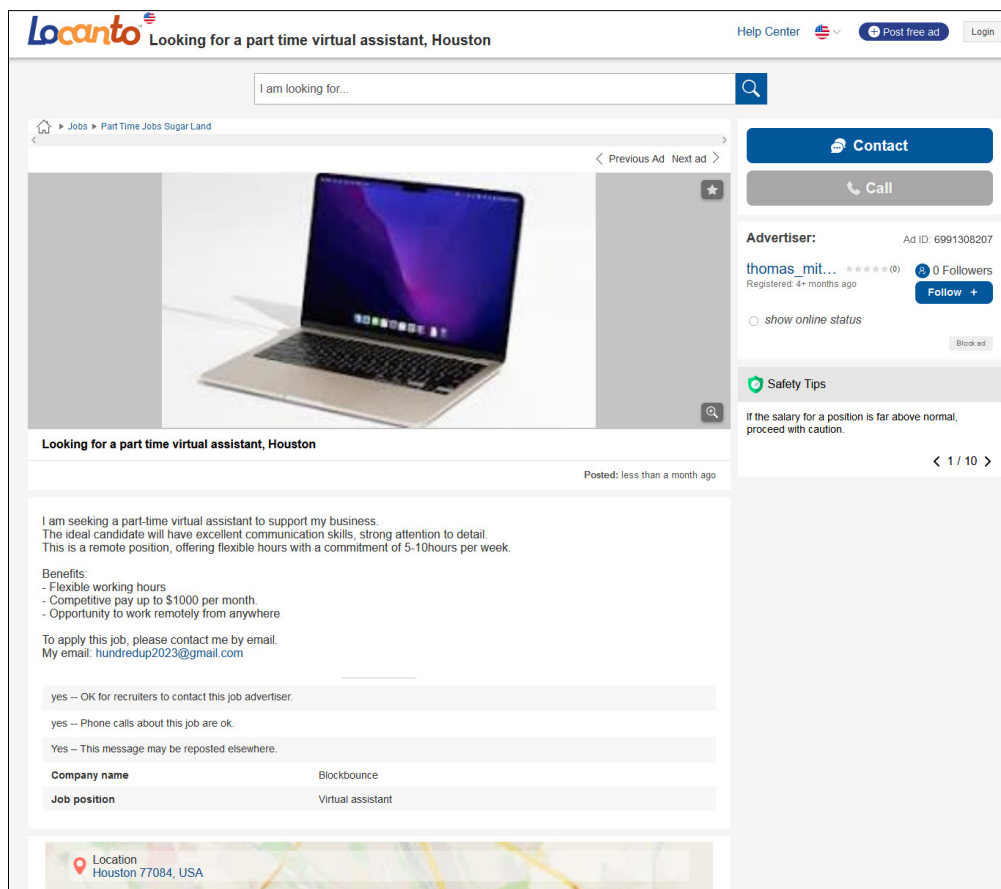 Locanto
Looking for a part time virtual assistant, Houston
Help Center
Post free ad
Login
I am looking for...
Jobs
Part Time Jobs Sugar Land
Previous Ad Next ad
Looking for a part time virtual assistant, Houston
Posted: less than a month ago
I am seeking a part-time virtual assistant to support my business.
The ideal candidate will have excellent communication skills, strong attention to detail.
This is a remote position, offering flexible hours with a commitment of 5-10hours per week.
Benefits:
- Flexible working hours
- Competitive pay up to $1000 per month.
- Opportunity to work remotely from anywhere
To apply this job, please contact me by email.
My email: hundredup2023@gmail.com
yes -- OK for recruiters to contact this job advertiser.
yes -- Phone calls about this job are ok.
Yes – This message may be reposted elsewhere.
Company name Blockbounce
Job position Virtual assistant
Location
Houston 77084, USA
Contact
Call
Advertiser:
Ad ID: 6991308207
thomas_mit... (0)
0 Followers
Registered: 4+ months ago
Follow +
show online status
Block ad
Safety Tips
If the salary for a position is far above normal,
proceed with caution.
1 / 10